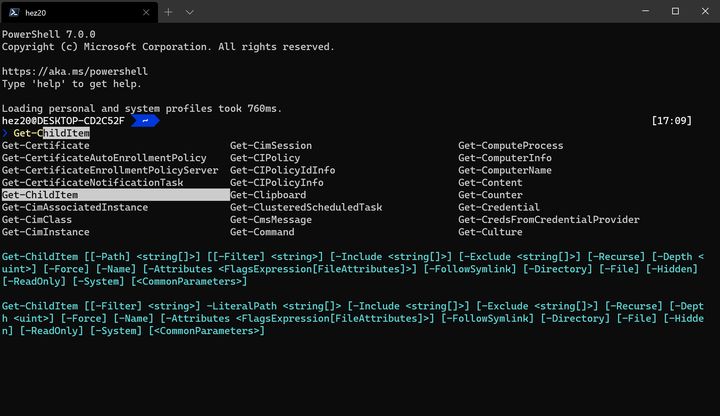 hez20
PowerShell 7.0.0
Copyright (c) Microsoft Corporation. All rights reserved.
https://aka.ms/powershell
Type 'help' to get help.
Loading personal and system profiles took 760ms.
hez20@DESKTOP-CD2C52F ~ [17:09]
❯ Get-ChildItem
Get-Certificate Get-CimSession Get-ComputeProcess
Get-CertificateAutoEnrollmentPolicy Get-CIPolicy Get-ComputerInfo
Get-CertificateEnrollmentPolicyServer Get-CIPolicyIdInfo Get-ComputerName
Get-CertificateNotificationTask Get-CIPolicyInfo Get-Content
Get-ChildItem Get-Clipboard Get-Counter
Get-CimAssociatedInstance Get-ClusteredScheduledTask Get-Credential
Get-CimClass Get-CmsMessage Get-CredsFromCredentialProvider
Get-CimInstance Get-Command Get-Culture
Get-ChildItem [[-Path] <string[]>] [[-Filter] <string>] [-Include <string[]>] [-Exclude <string[]>] [-Recurse] [-Depth <
uint>] [-Force] [-Name] [-Attributes <FlagsExpression[FileAttributes]>] [-FollowSymlink] [-Directory] [-File] [-Hidden]
[-ReadOnly] [-System] [<CommonParameters>]
Get-ChildItem [[-Filter] <string>] -LiteralPath <string[]> [-Include <string[]>] [-Exclude <string[]>] [-Recurse] [-Dept
h <uint>] [-Force] [-Name] [-Attributes <FlagsExpression[FileAttributes]>] [-FollowSymlink] [-Directory] [-File] [-Hidde
n] [-ReadOnly] [-System] [<CommonParameters>]